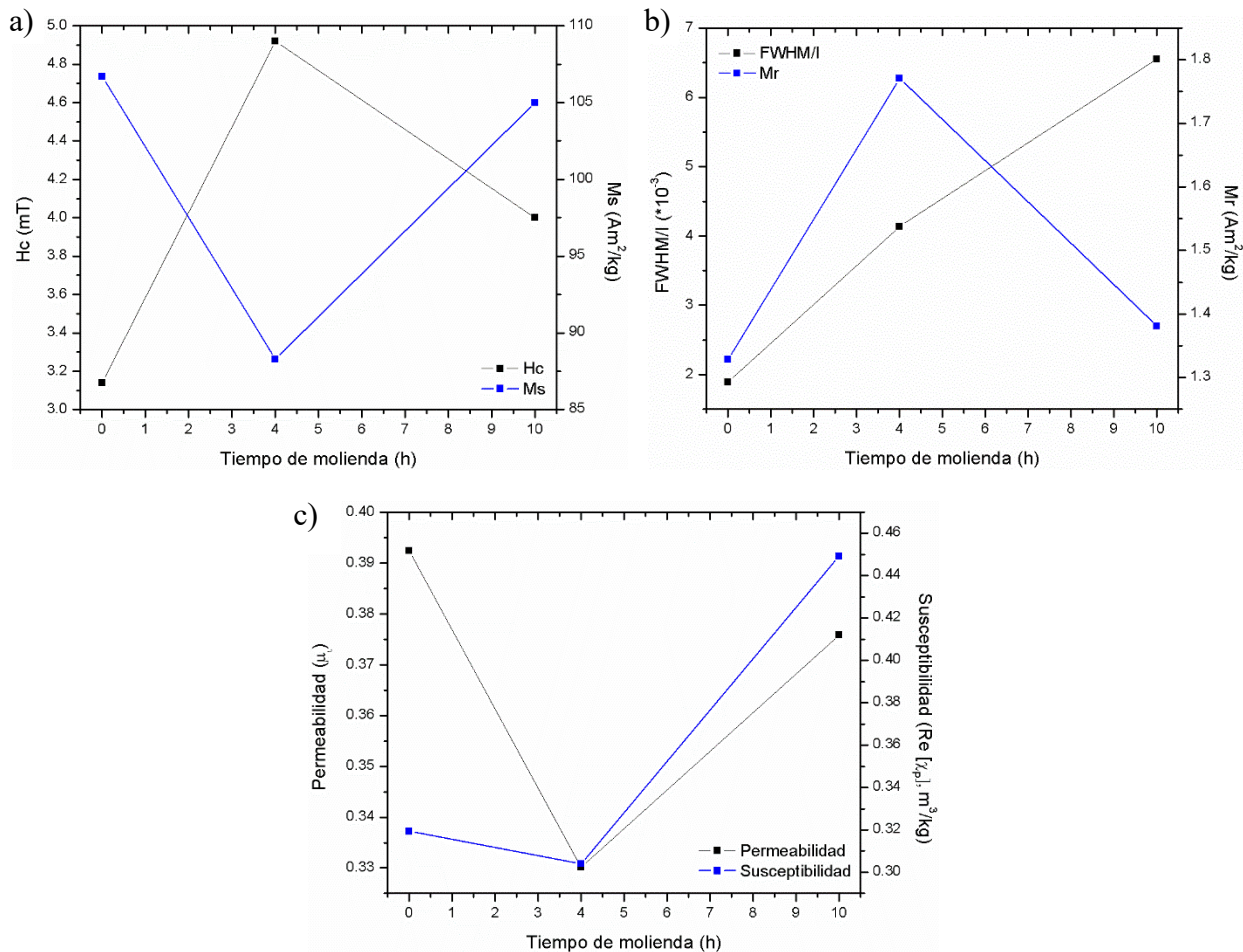 a)
5.0
4.8
4.6
4.4
4.2
4.0
3.8
3.6
3.4
3.2
3.0
Hc (mT)
110
105
100
95
90
85
Ms (Am²/kg)
Hc
Ms
0 1 2 3 4 5 6 7 8 9 10
Tiempo de molienda (h)
b)
7
6
5
4
3
2
FWHM/I (*10⁻³)
FWHM/I
Mr
1.8
1.7
1.6
1.5
1.4
1.3
Mr (Am²/kg)
0 1 2 3 4 5 6 7 8 9 10
Tiempo de molienda (h)
c)
0.40
0.39
0.38
0.37
0.36
0.35
0.34
0.33
Permeabilidad (μ
0.46
0.44
0.42
0.40
0.38
0.36
0.34
0.32
0.30
Susceptibilidad (Re [χₚ], m³/kg)
Permeabilidad
Susceptibilidad
0 1 2 3 4 5 6 7 8 9 10
Tiempo de molienda (h)